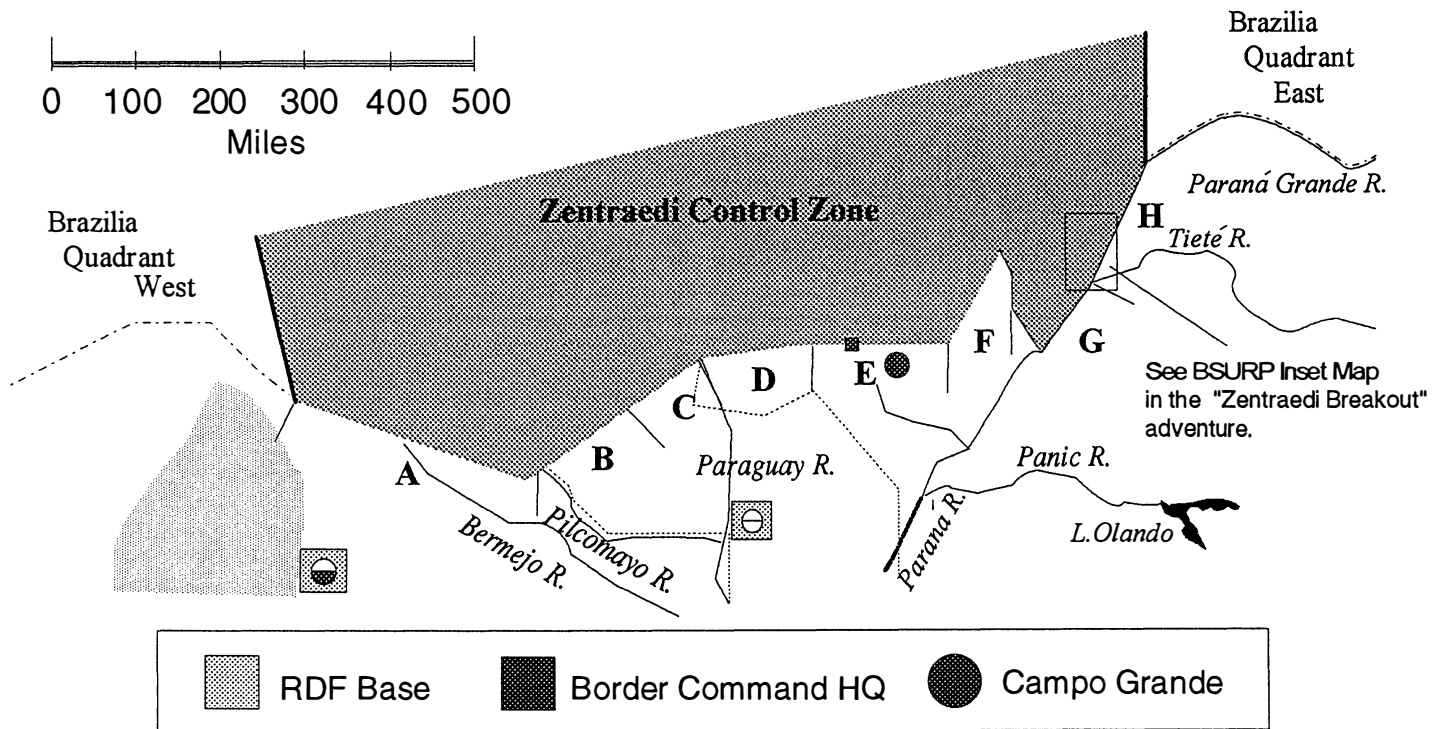 0 100 200 300 400 500
Miles
Brazilia
Quadrant
East
Paraná Grande R.
Zentraedi Control Zone
H
Tieté R.
Brazilia
Quadrant
West
F
G
D
E
C
See BSURP Inset Map
in the "Zentraedi Breakout"
adventure.
A
B
Paraguay R.
Panic R.
Paraná R.
L.Olando
Bermejo R.
Pilcomayo R.
RDF Base
Border Command HQ
Campo Grande